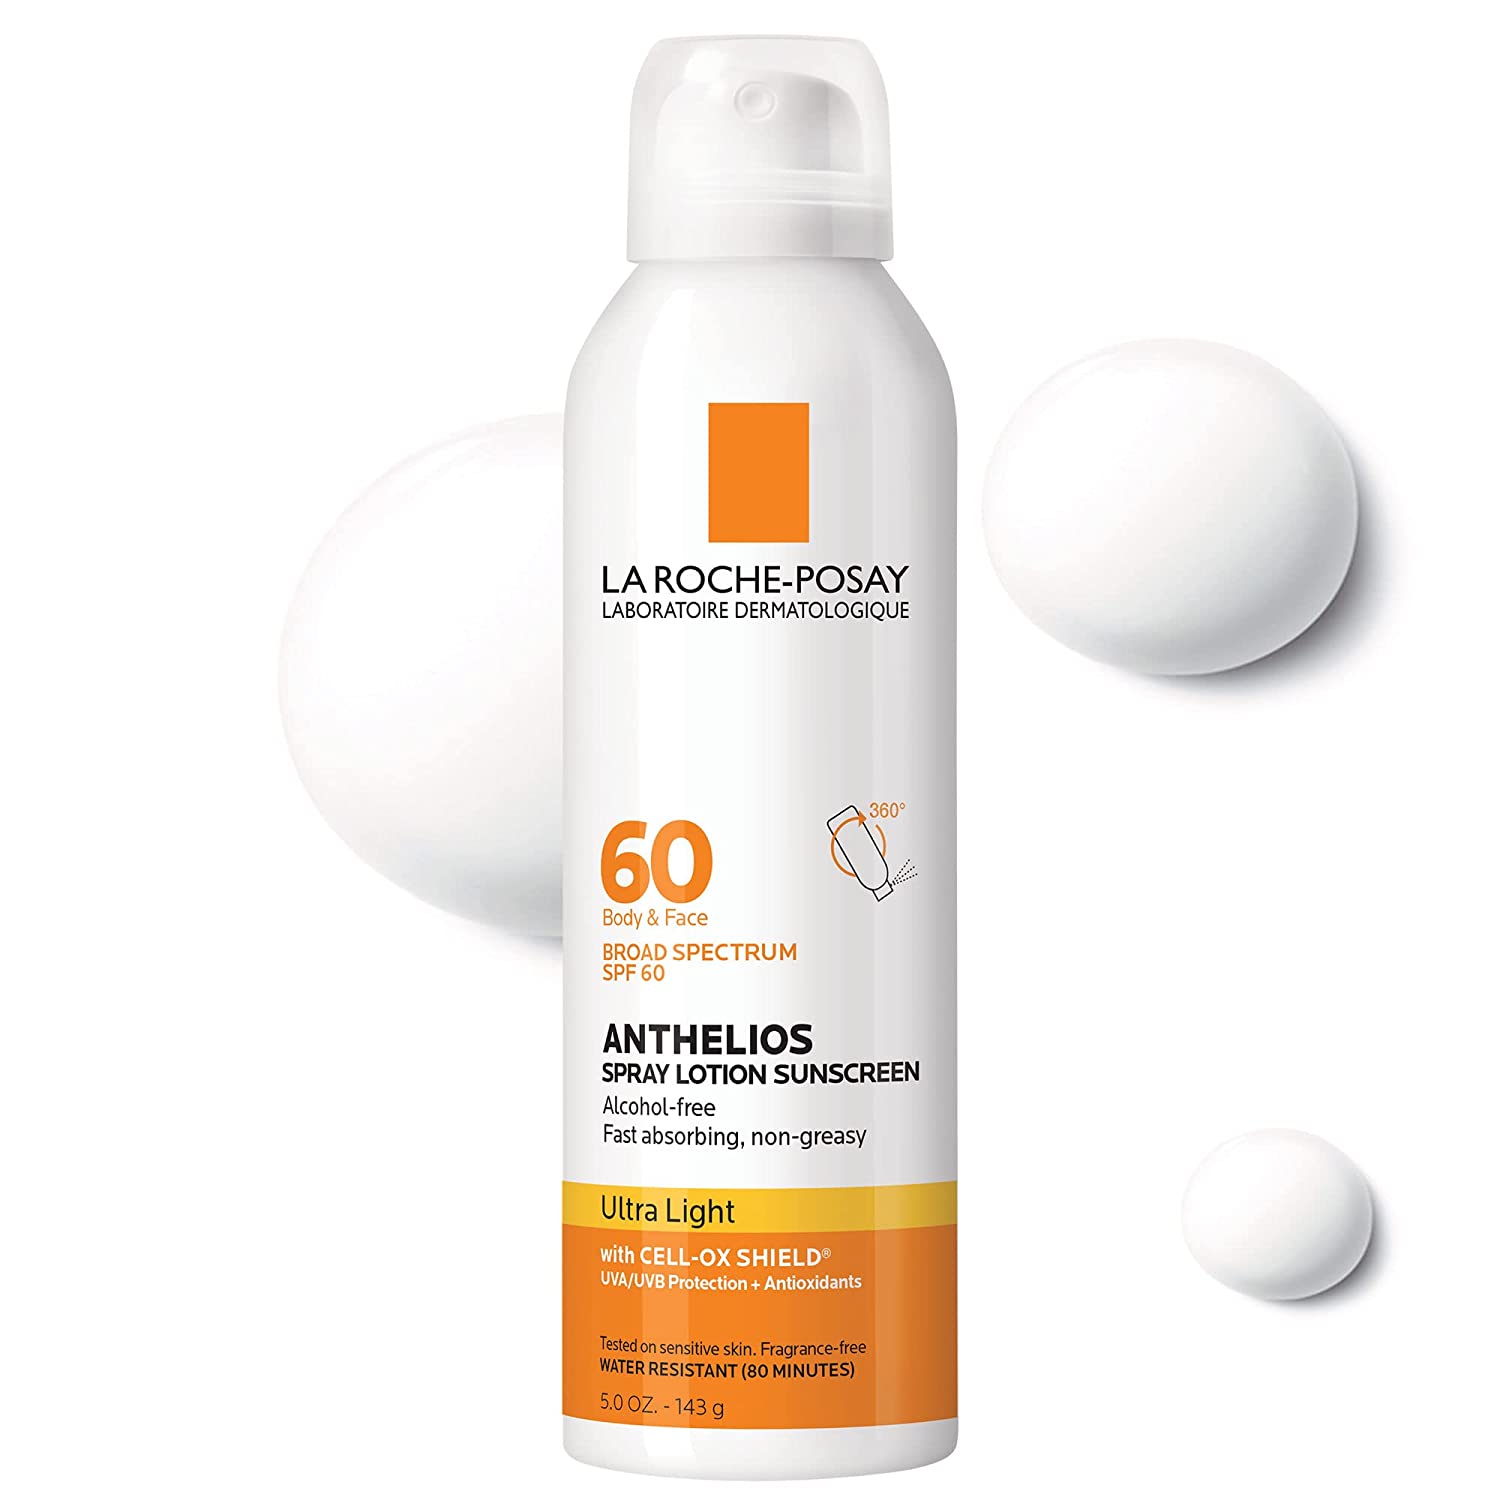 LA ROCHE-POSAY
LABORATOIRE DERMATOLOGIQUE
360°
60
Body & Face
BROAD SPECTRUM
SPF 60
ANTHELIOS
SPRAY LOTION SUNSCREEN
Alcohol-free
Fast absorbing, non-greasy
Ultra Light
with CELL-OX SHIELD®
UVA/UVB Protection + Antioxidants
Tested on sensitive skin. Fragrance-free
WATER RESISTANT (80 MINUTES)
5.0 OZ. - 143 g